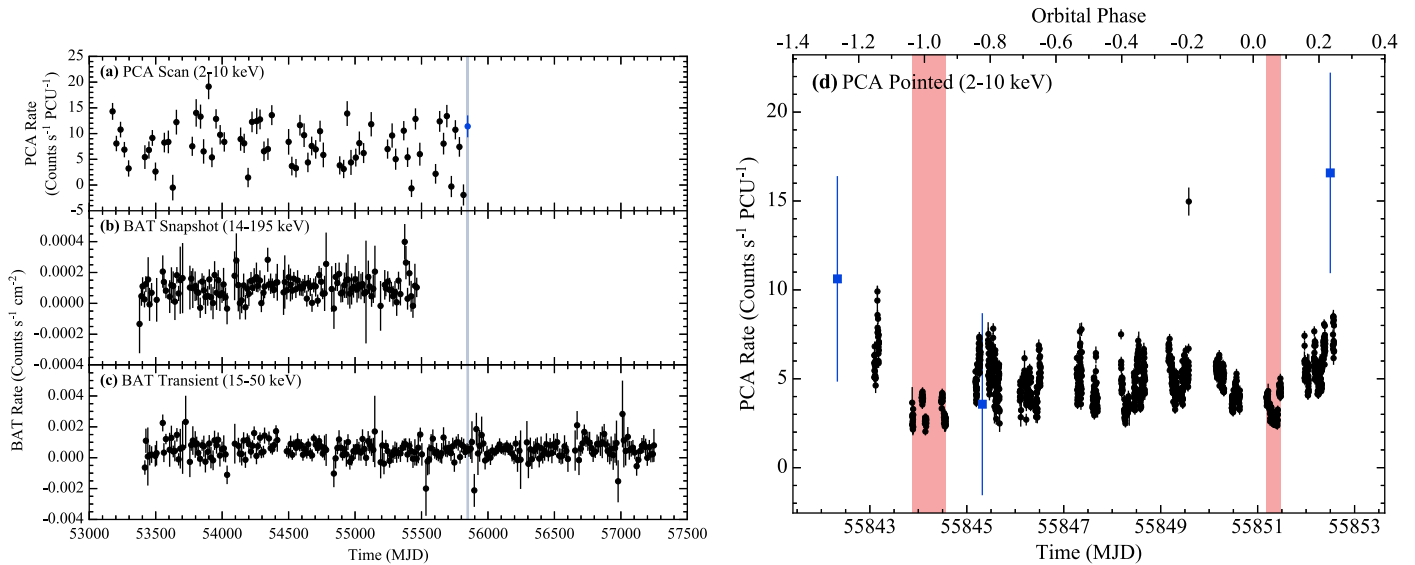 (a) PCA Scan (2-10 keV)
25
20
15
10
5
0
-5
PCA Rate
(Counts s⁻¹ PCU⁻¹)
(b) BAT Snapshot (14-195 keV)
0.0004
0.0002
0.0000
-0.0002
-0.0004
BAT Rate (Counts s⁻¹ cm⁻²)
(c) BAT Transient (15-50 keV)
0.004
0.002
0.000
-0.002
-0.004
53000 53500 54000 54500 55000 55500 56000 56500 57000 57500
Time (MJD)
Orbital Phase
-1.4 -1.2 -1.0 -0.8 -0.6 -0.4 -0.2 0.0 0.2 0.4
(d) PCA Pointed (2-10 keV)
20
15
10
5
0
PCA Rate (Counts s⁻¹ PCU⁻¹)
55843 55845 55847 55849 55851 55853
Time (MJD)